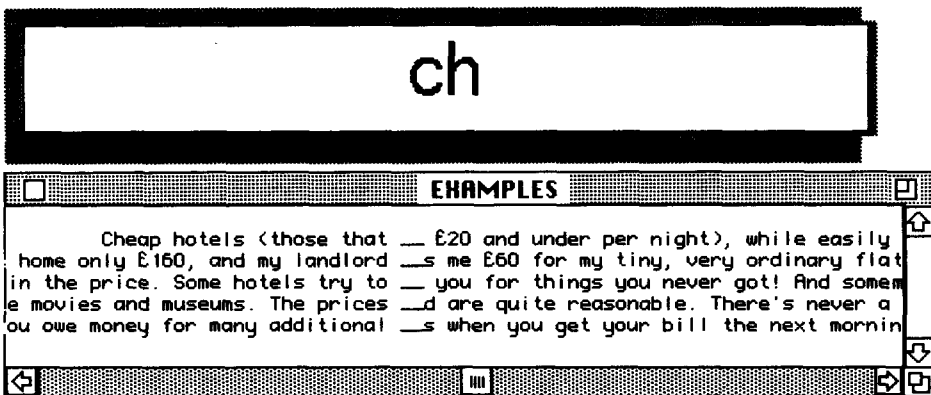 ch
EXAMPLES
Cheap hotels (those that __ £20 and under per night), while easily
home only £160, and my landlord __s me £60 for my tiny, very ordinary flat
in the price. Some hotels try to __ you for things you never got! And somem
e movies and museums. The prices __d are quite reasonable. There's never a
ou owe money for many additional __s when you get your bill the next mornin